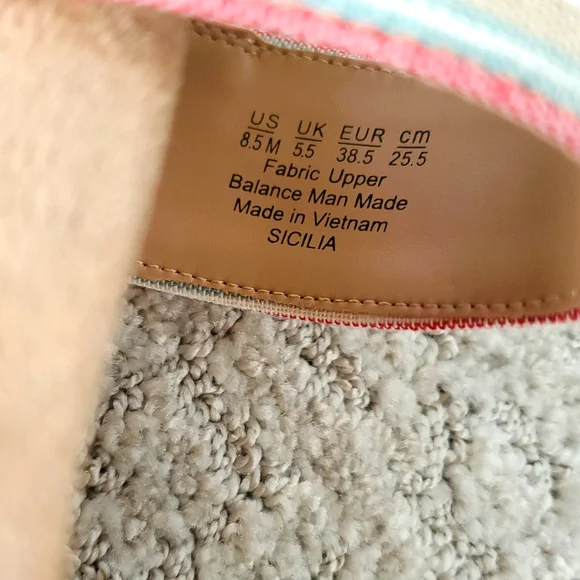 US UK EUR cm
8.5 M 5.5 38.5 25.5
Fabric Upper
Balance Man Made
Made in Vietnam
SICILIA